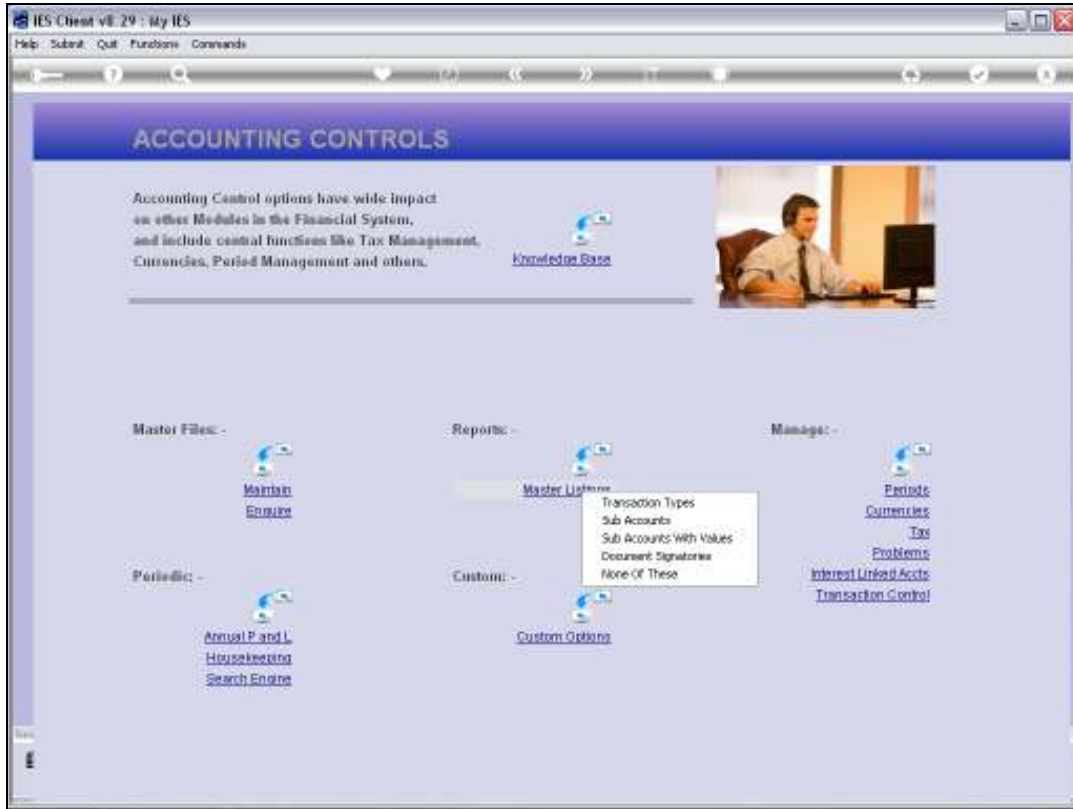 IES Client v8.29 : My IES
Help Submit Quit Functions Commands
ACCOUNTING CONTROLS
Accounting Control options have wide impact
on other Modules in the Financial System,
and include central functions like Tax Management,
Currencies, Period Management and others.
Knowledge Base
Master Files: -
Reports: -
Manage: -
Maintain
Enquire
Master Listings
Transaction Types
Sub Accounts
Sub Accounts With Values
Document Signatories
None Of These
Periods
Currencies
Tax
Problems
Interest Linked Accts
Transaction Control
Periodic: -
Custom: -
Annual P and L
Housekeeping
Search Engine
Custom Options